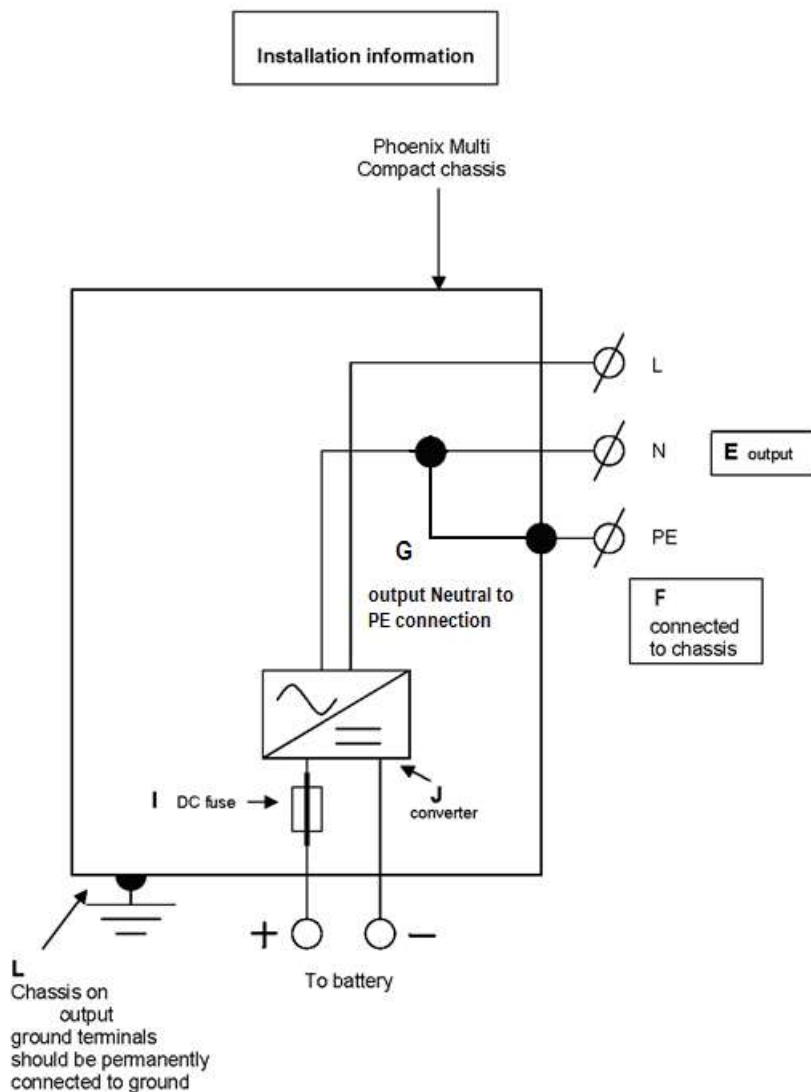 Installation information
Phoenix Multi
Compact chassis
L
N
E output
PE
G
output Neutral to
PE connection
F
connected
to chassis
I DC fuse
J
converter
+
−
To battery
L
Chassis on
output
ground terminals
should be permanently
connected to ground